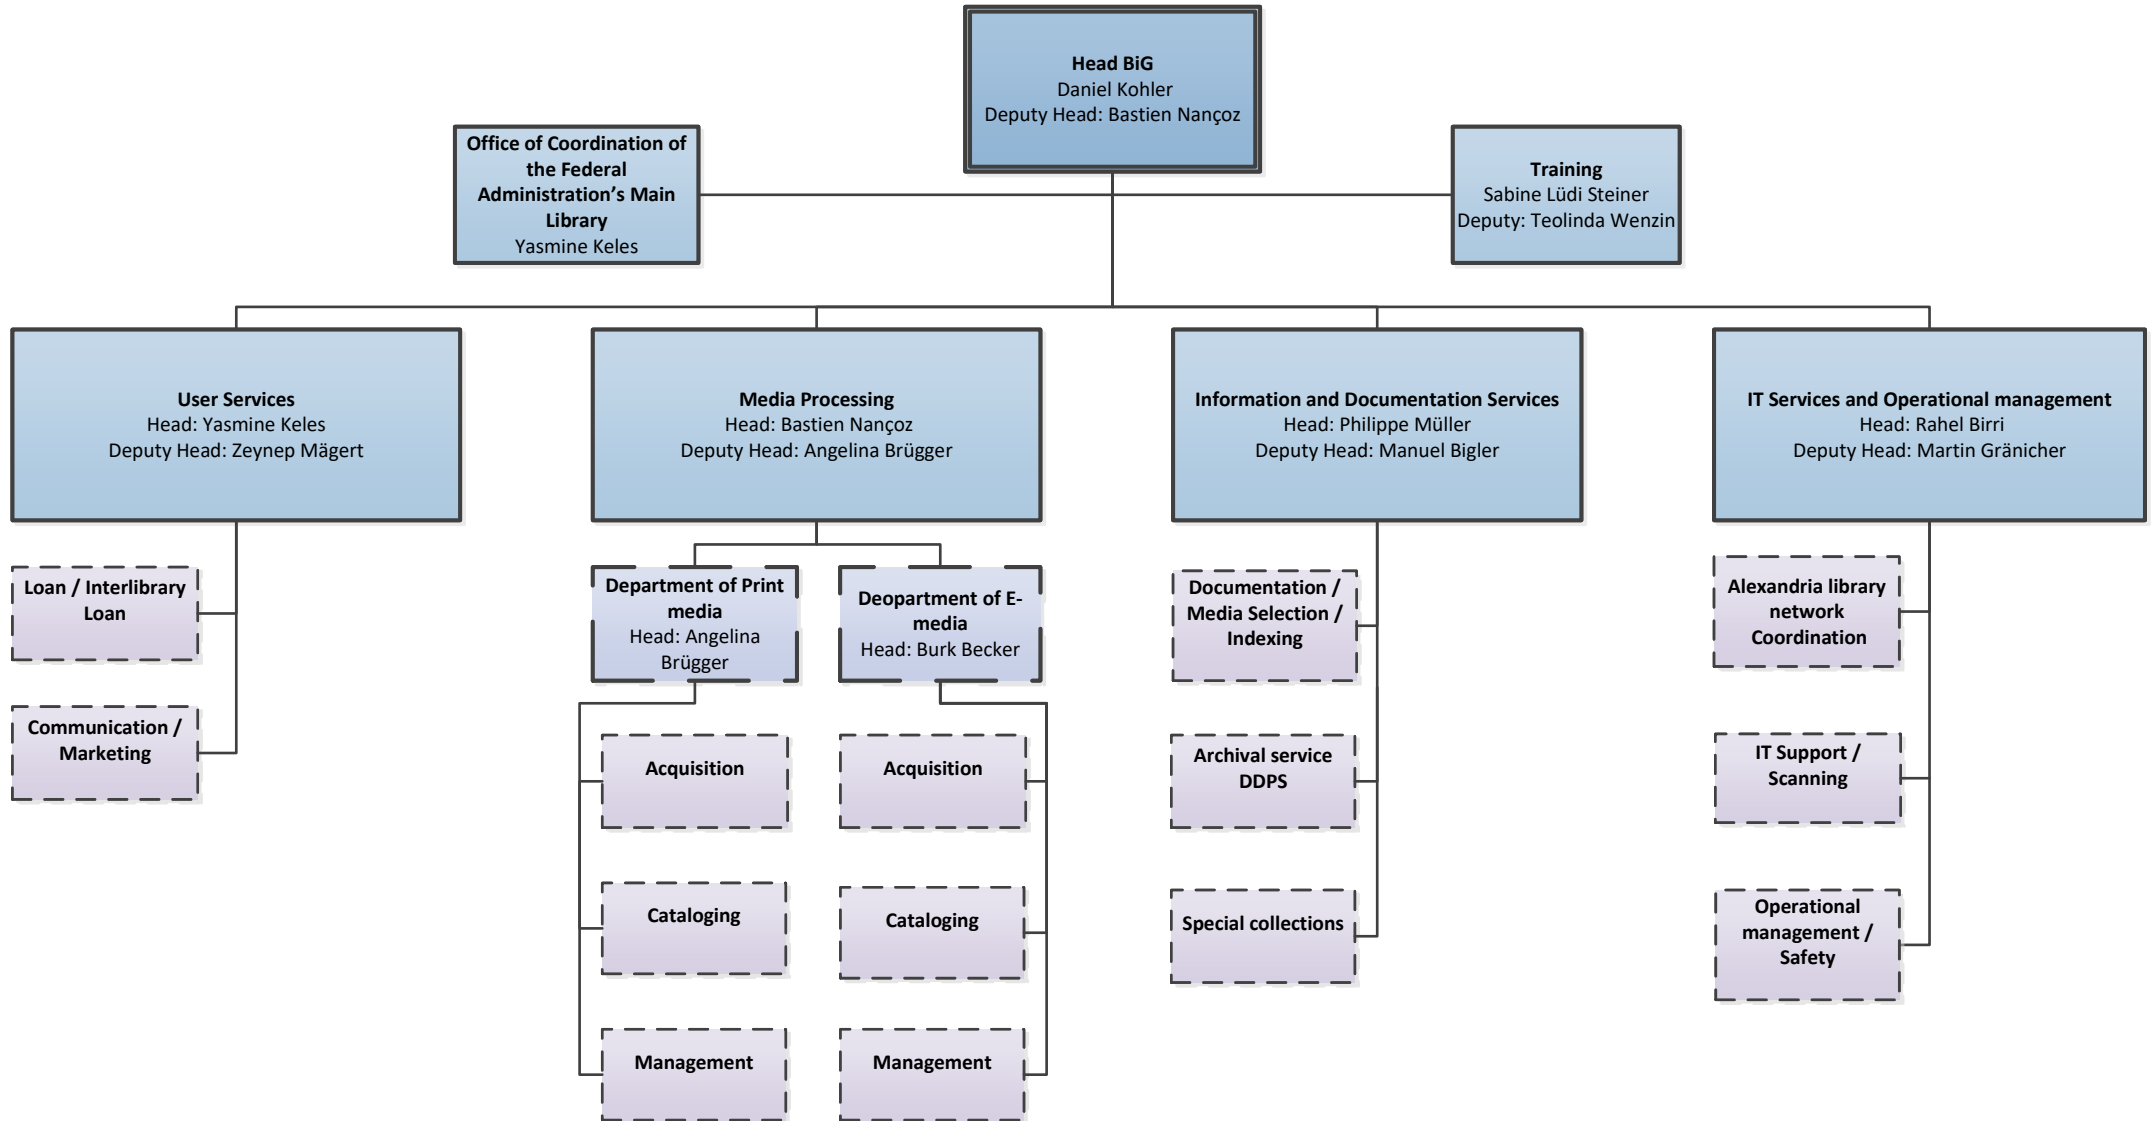 Head BiG
Daniel Kohler
Deputy Head: Bastien Nançoz
Office of Coordination of
the Federal
Administration’s Main
Library
Yasmine Keles
Training
Sabine Lüdi Steiner
Deputy: Teolinda Wenzin
User Services
Head: Yasmine Keles
Deputy Head: Zeynep Mägert
Media Processing
Head: Bastien Nançoz
Deputy Head: Angelina Brügger
Information and Documentation Services
Head: Philippe Müller
Deputy Head: Manuel Bigler
IT Services and Operational management
Head: Rahel Birri
Deputy Head: Martin Gränicher
Loan / Interlibrary
Loan
Communication /
Marketing
Department of Print
media
Head: Angelina
Brügger
Deopartment of E-
media
Head: Burk Becker
Acquisition
Cataloging
Management
Acquisition
Cataloging
Management
Documentation /
Media Selection /
Indexing
Archival service
DDPS
Special collections
Alexandria library
network
Coordination
IT Support /
Scanning
Operational
management /
Safety